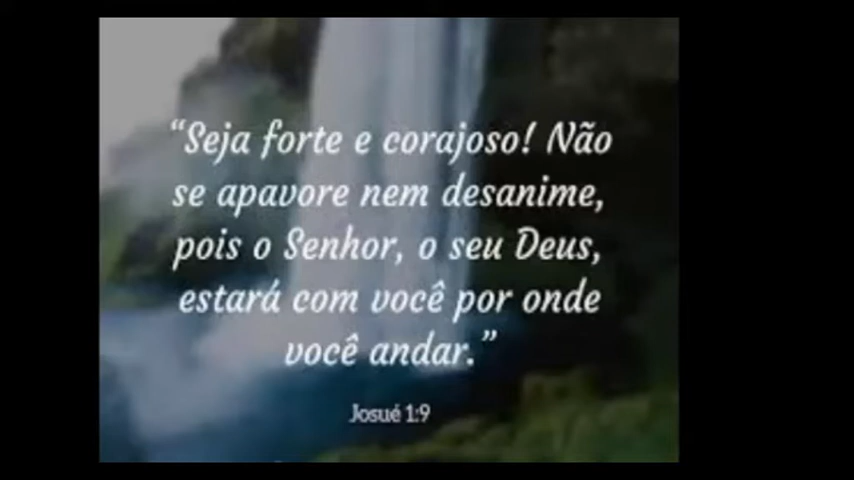 “Seja forte e corajoso! Não
se apavore nem desanime,
pois o Senhor, o seu Deus,
estará com você por onde
você andar.”
Josué 1:9